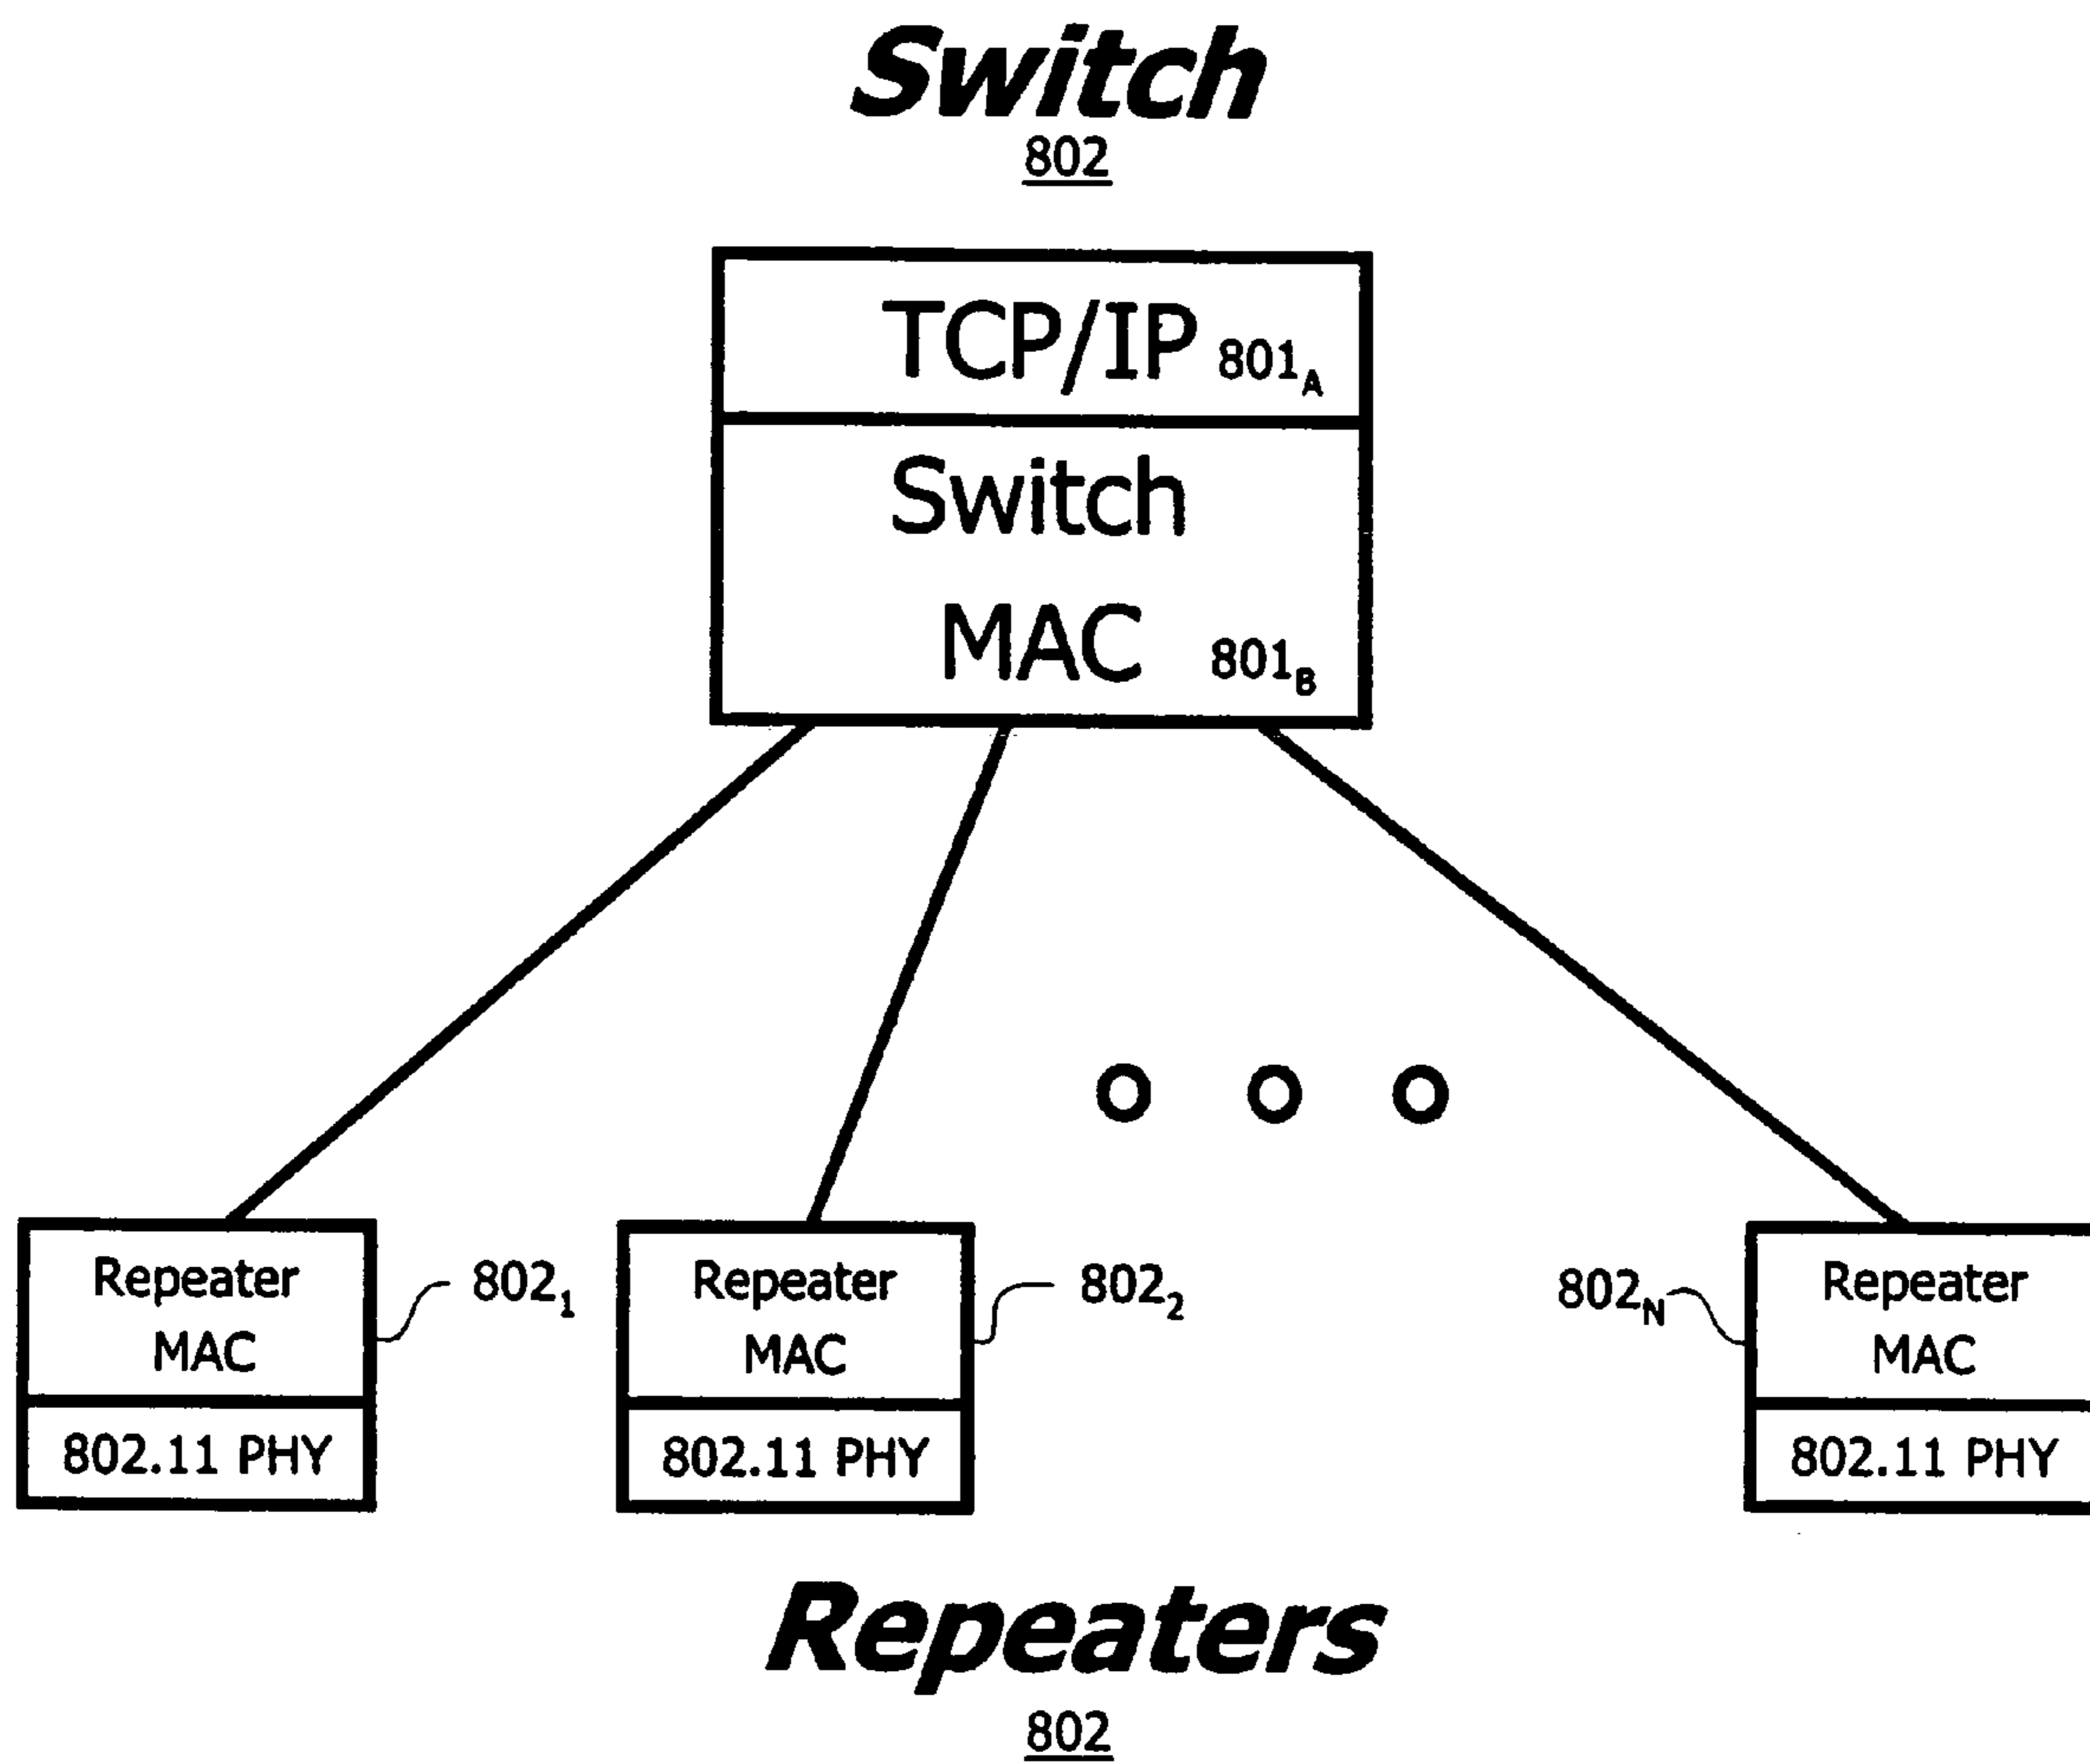 Switch
802
TCP/IP 801A
Switch
MAC 801B
Repeater
MAC
802.11 PHY
8021
Repeater
MAC
802.11 PHY
8022
802N
Repeater
MAC
802.11 PHY
Repeaters
802